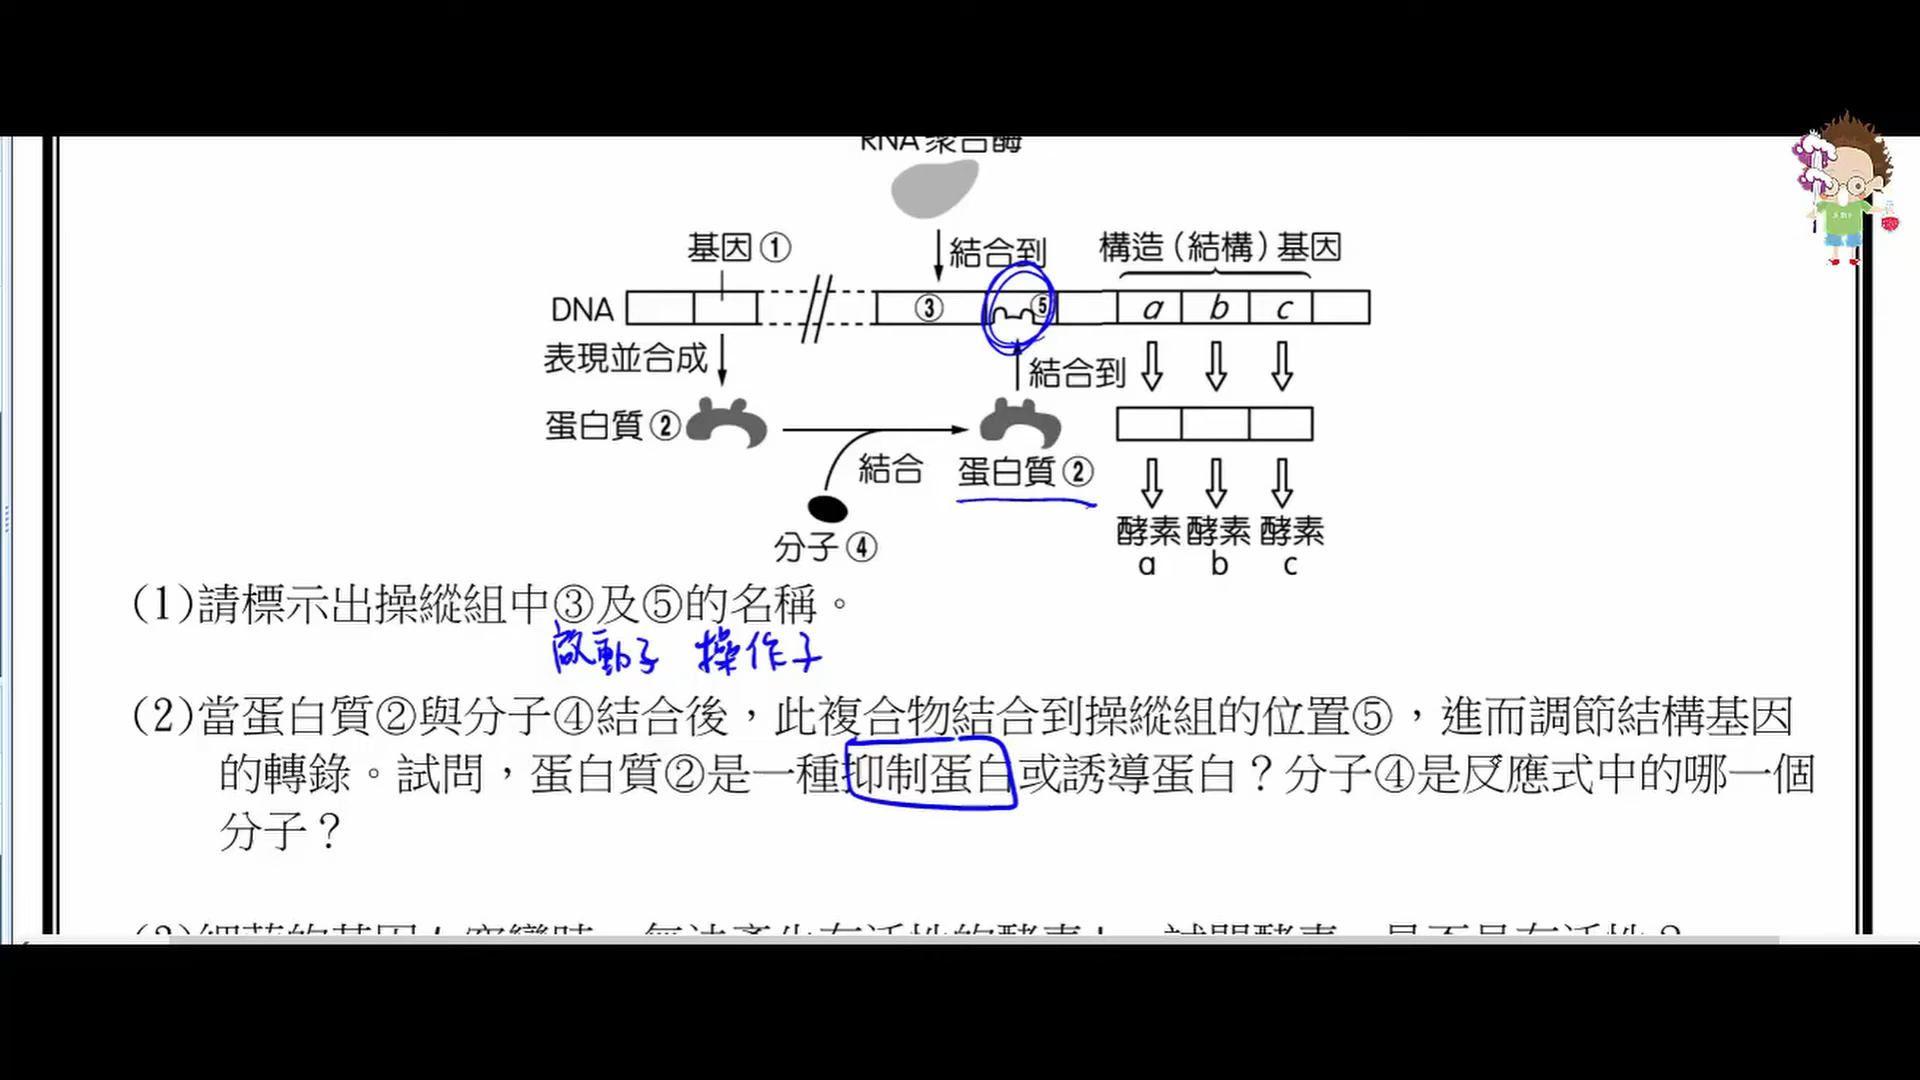 RNA 聚合酶
基因① 結合到 構造(結構)基因
DNA ③ ⑤ a b c
表現並合成 結合到
蛋白質② 結合 蛋白質②
分子④ 酵素 酵素 酵素
a b c
(1)請標示出操縱組中③及⑤的名稱。
啟動子 操作子
(2)當蛋白質②與分子④結合後，此複合物結合到操縱組的位置⑤，進而調節結構基因
的轉錄。試問，蛋白質②是一種抑制蛋白或誘導蛋白？分子④是反應式中的哪一個
分子？